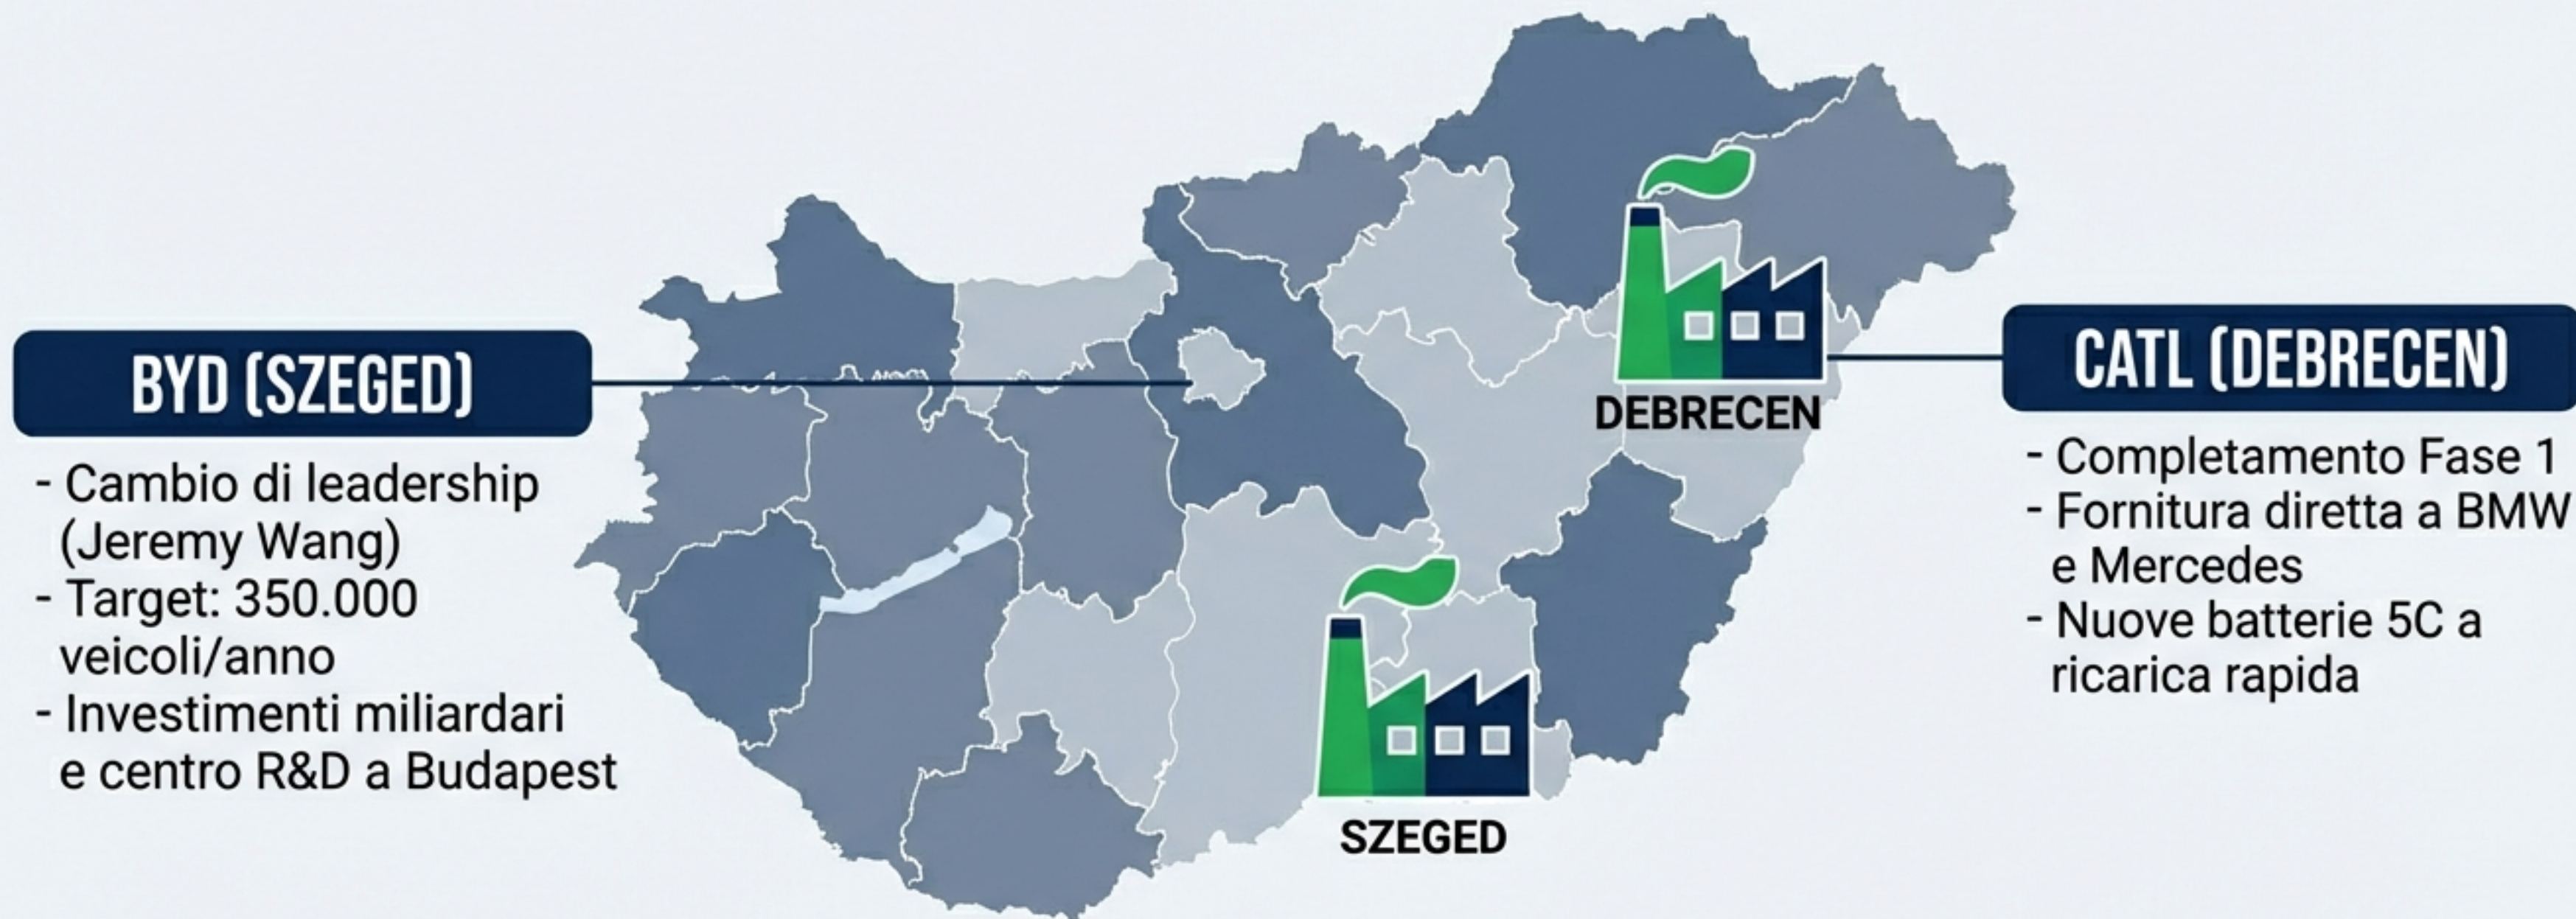 BYD (SZEGED)
- Cambio di leadership
(Jeremy Wang)
- Target: 350.000
veicoli/anno
- Investimenti miliardari
e centro R&D a Budapest
DEBRECEN
SZEGED
CATL (DEBRECEN)
- Completamento Fase 1
- Fornitura diretta a BMW
e Mercedes
- Nuove batterie 5C a
ricarica rapida